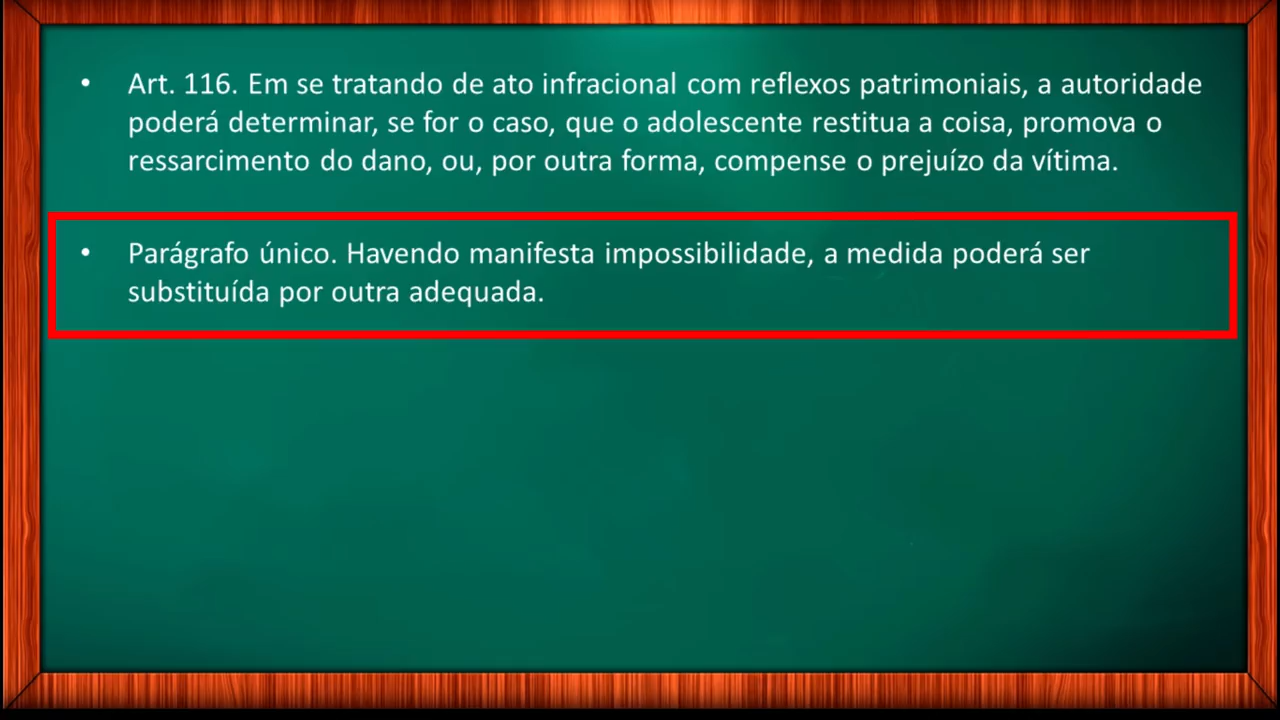 • Art. 116. Em se tratando de ato infracional com reflexos patrimoniais, a autoridade
poderá determinar, se for o caso, que o adolescente restitua a coisa, promova o
ressarcimento do dano, ou, por outra forma, compense o prejuízo da vítima.
• Parágrafo único. Havendo manifesta impossibilidade, a medida poderá ser
substituída por outra adequada.